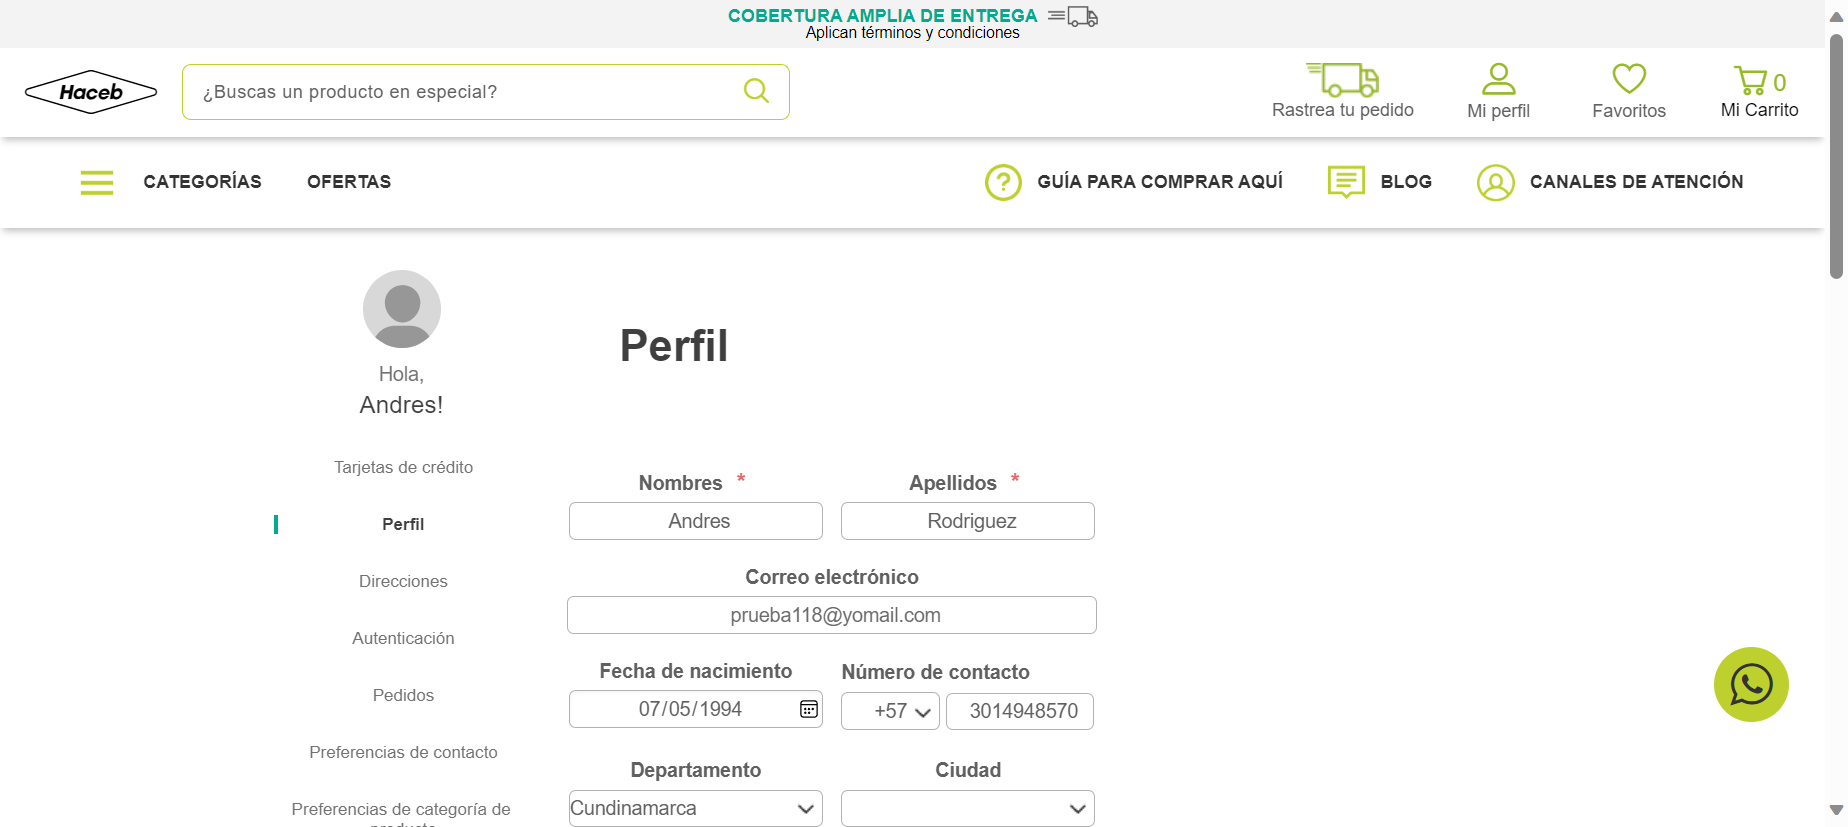 COBERTURA AMPLIA DE ENTREGA
Aplican términos y condiciones
Haceb
¿Buscas un producto en especial?
Rastrea tu pedido
Mi perfil
Favoritos
0
Mi Carrito
CATEGORÍAS
OFERTAS
GUÍA PARA COMPRAR AQUÍ
BLOG
CANALES DE ATENCIÓN
Hola,
Andres!
Tarjetas de crédito
Perfil
Direcciones
Autenticación
Pedidos
Preferencias de contacto
Preferencias de categoría de
producto
Perfil
Nombres *
Apellidos *
Andres
Rodriguez
Correo electrónico
prueba118@yomail.com
Fecha de nacimiento
Número de contacto
07/05/1994
+57
3014948570
Departamento
Ciudad
Cundinamarca